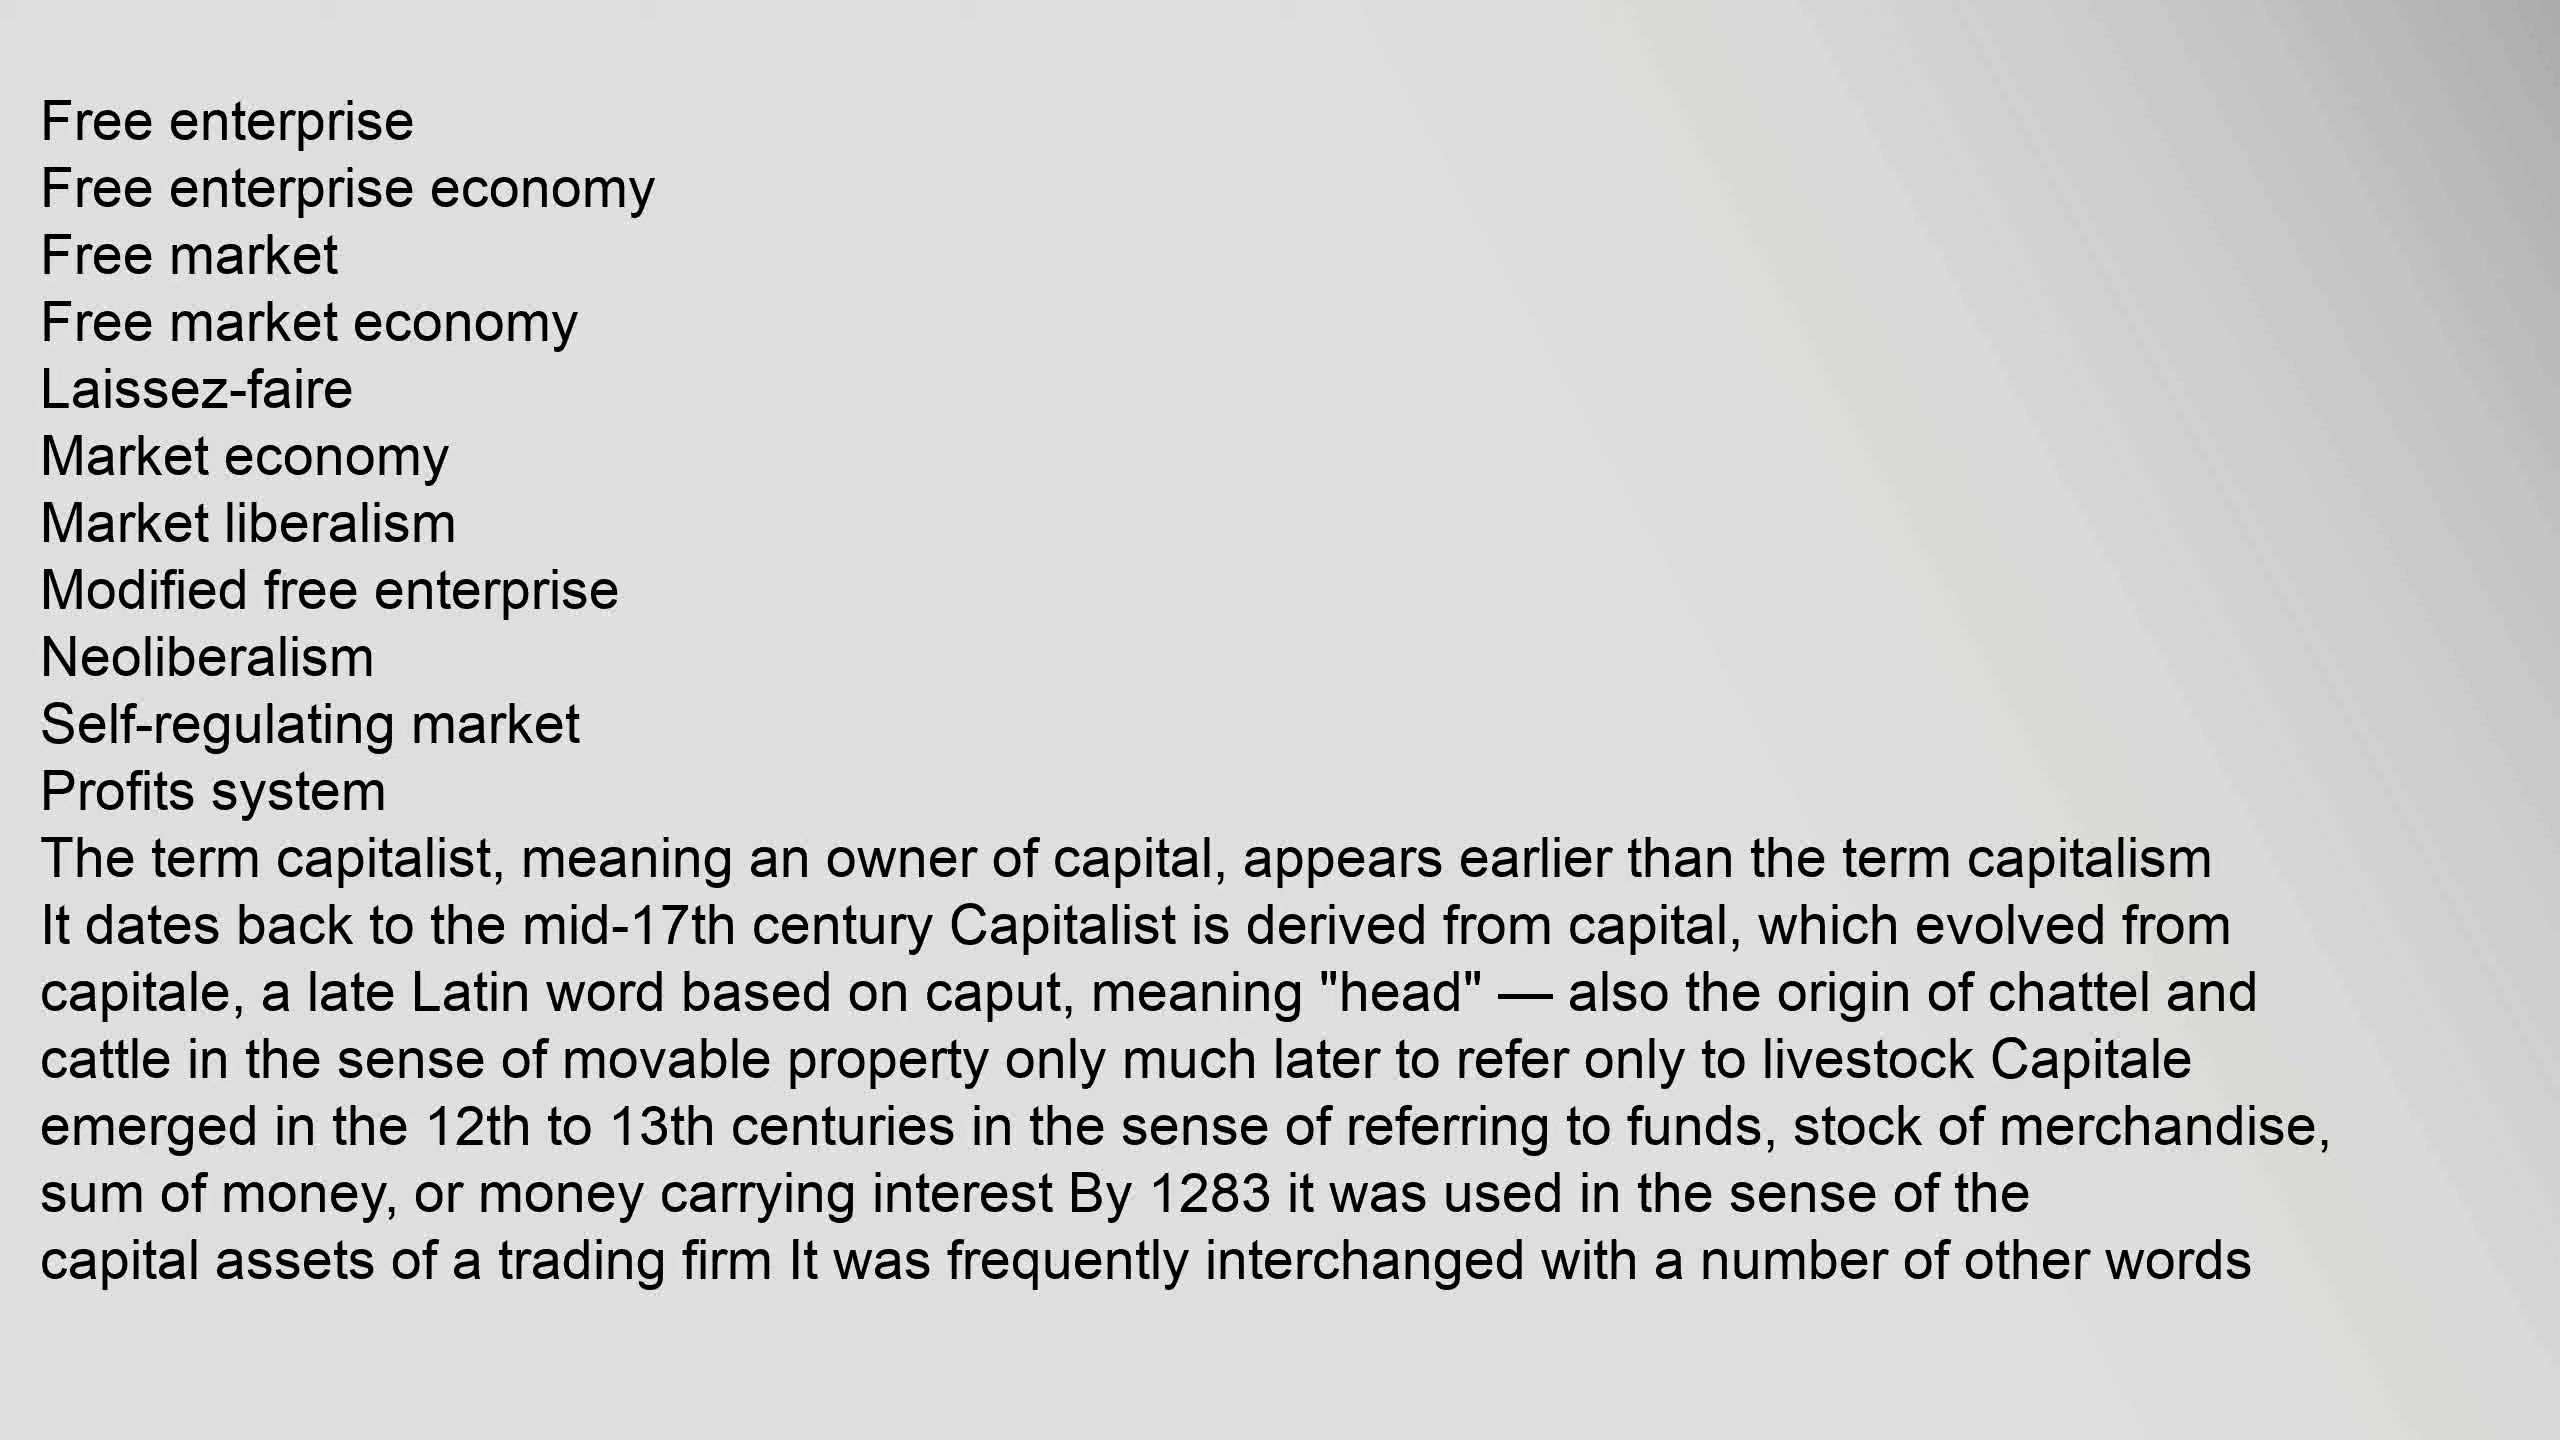 Free enterprise
Free enterprise economy
Free market
Free market economy
Laissez-faire
Market economy
Market liberalism
Modified free enterprise
Neoliberalism
Self-regulating market
Profits system
The term capitalist, meaning an owner of capital, appears earlier than the term capitalism
It dates back to the mid-17th century Capitalist is derived from capital, which evolved from
capitale, a late Latin word based on caput, meaning "head" — also the origin of chattel and
cattle in the sense of movable property only much later to refer only to livestock Capitale
emerged in the 12th to 13th centuries in the sense of referring to funds, stock of merchandise,
sum of money, or money carrying interest By 1283 it was used in the sense of the
capital assets of a trading firm It was frequently interchanged with a number of other words